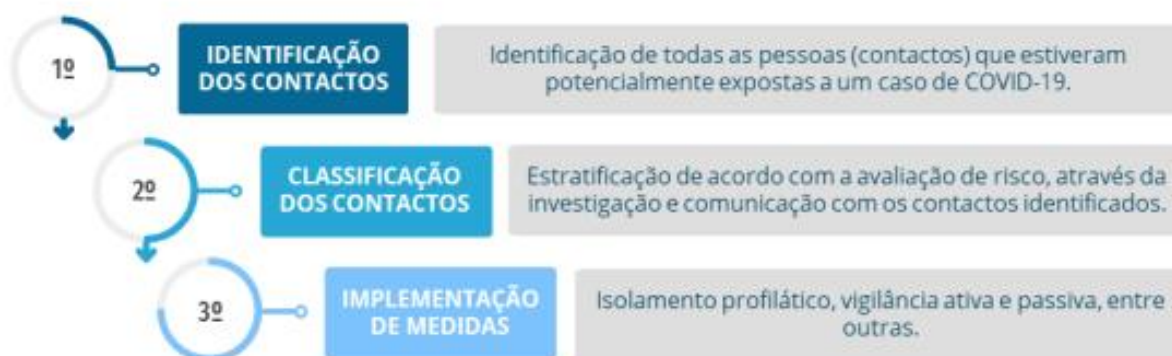 1º
IDENTIFICAÇÃO
DOS CONTACTOS
Identificação de todas as pessoas (contactos) que estiveram
potencialmente expostas a um caso de COVID-19.
2º
CLASSIFICAÇÃO
DOS CONTACTOS
Estratificação de acordo com a avaliação de risco, através da
investigação e comunicação com os contactos identificados.
3º
IMPLEMENTAÇÃO
DE MEDIDAS
Isolamento profilático, vigilância ativa e passiva, entre
outras.